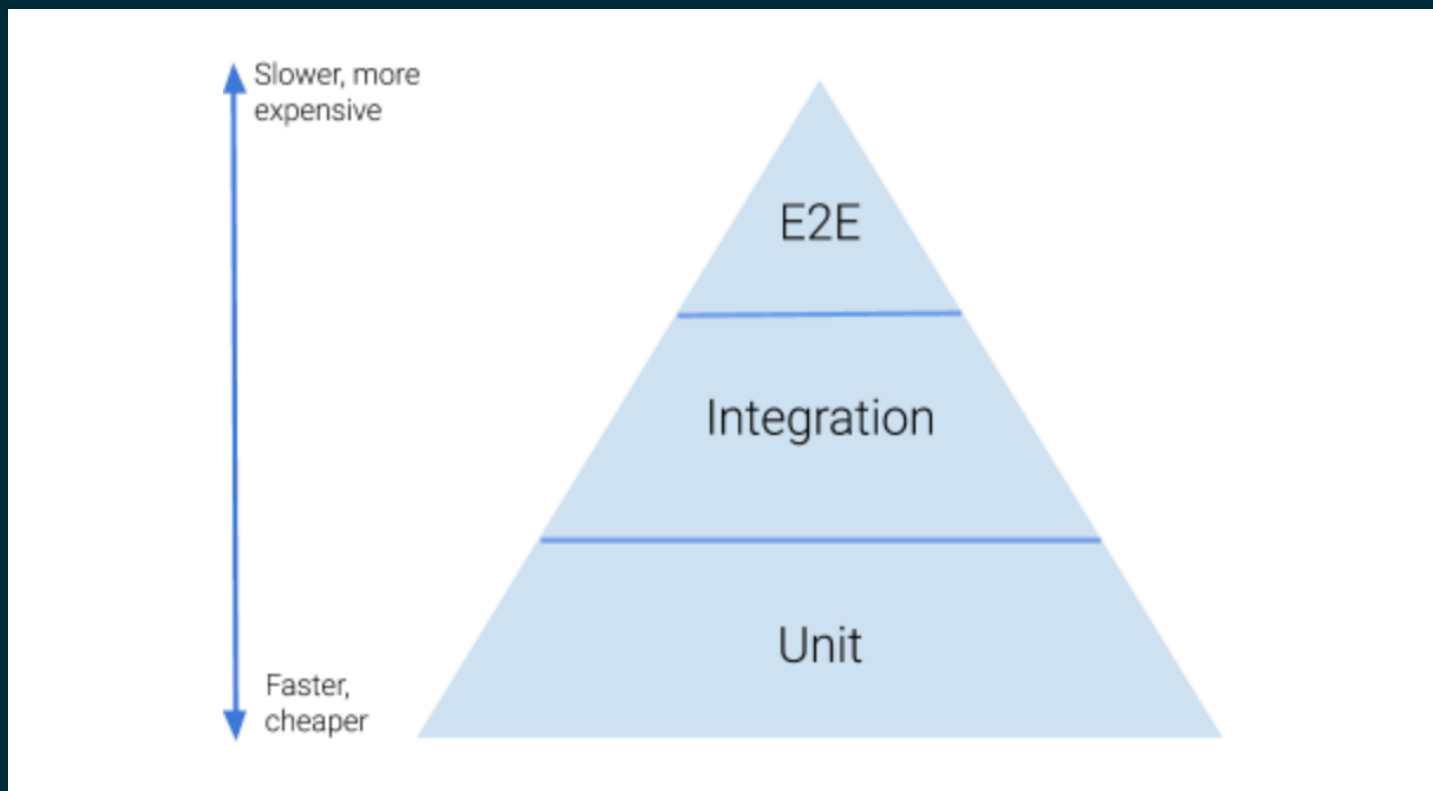 Slower, more
expensive
E2E
Integration
Unit
Faster,
cheaper